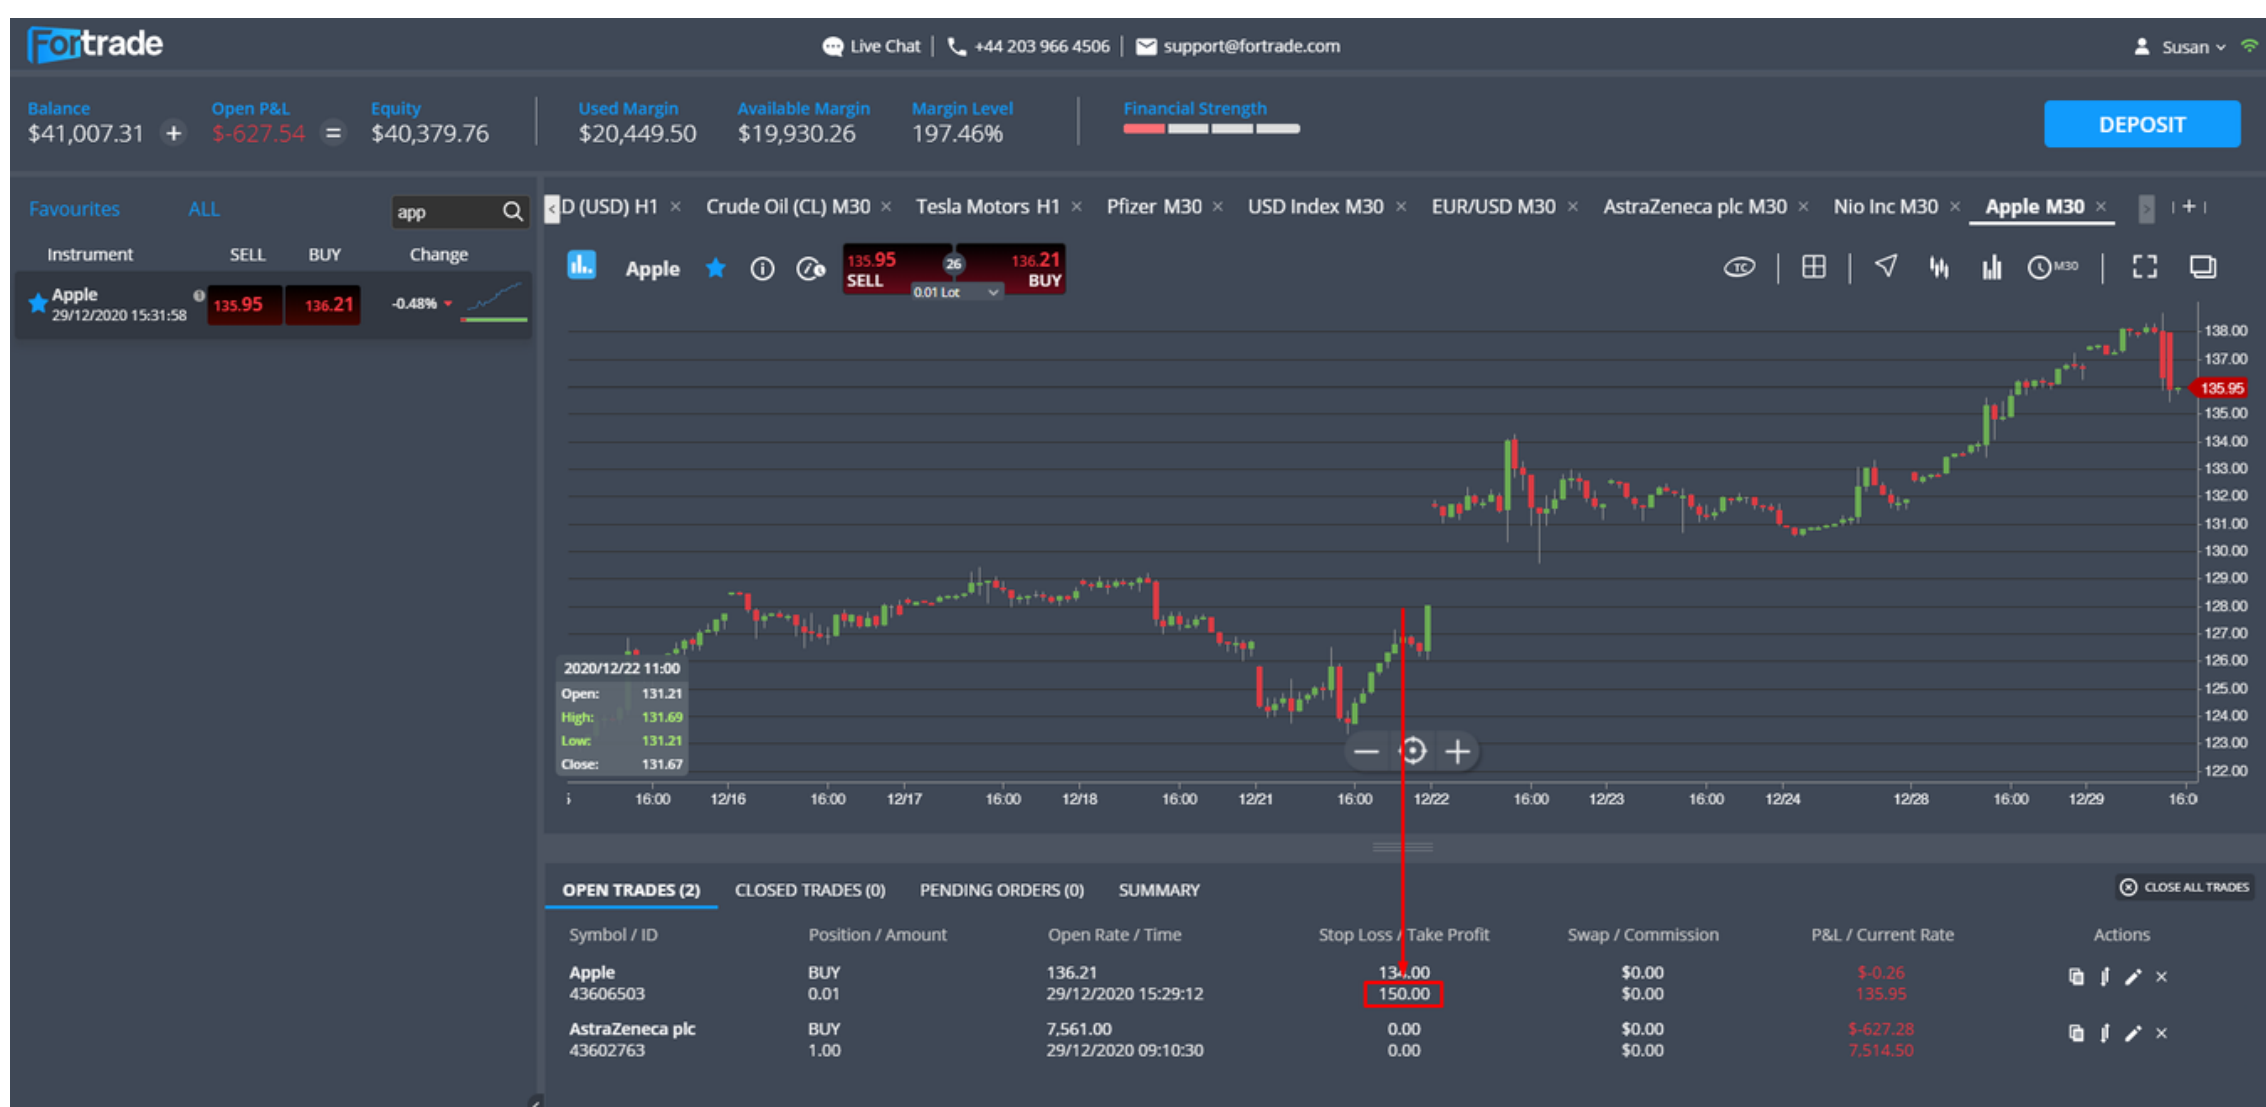 Fortrade
Live Chat | +44 203 966 4506 | support@fortrade.com
Susan
Balance Open P&L Equity Used Margin Available Margin Margin Level Financial Strength
$41,007.31 + $-627.54 = $40,379.76 $20,449.50 $19,930.26 197.46%
DEPOSIT
Favourites ALL app
Instrument SELL BUY Change
Apple 135.95 136.21 -0.48%
29/12/2020 15:31:58
< D (USD) H1 × Crude Oil (CL) M30 × Tesla Motors H1 × Pfizer M30 × USD Index M30 × EUR/USD M30 × AstraZeneca plc M30 × Nio Inc M30 × Apple M30 × > +
Apple 135.95 26 136.21
SELL 0.01 Lot BUY
TC M30
138.00
137.00
135.95
135.00
134.00
133.00
132.00
131.00
130.00
129.00
128.00
127.00
126.00
125.00
124.00
123.00
122.00
2020/12/22 11:00
Open: 131.21
High: 131.69
Low: 131.21
Close: 131.67
16:00 12/16 16:00 12/17 16:00 12/18 16:00 12/21 16:00 12/22 16:00 12/23 16:00 12/24 12/28 16:00 12/29 16:0
OPEN TRADES (2) CLOSED TRADES (0) PENDING ORDERS (0) SUMMARY
CLOSE ALL TRADES
Symbol / ID Position / Amount Open Rate / Time Stop Loss / Take Profit Swap / Commission P&L / Current Rate Actions
Apple BUY 136.21 134.00 $0.00 $-0.26
43606503 0.01 29/12/2020 15:29:12 150.00 $0.00 135.95
AstraZeneca plc BUY 7,561.00 0.00 $0.00 $-627.28
43602763 1.00 29/12/2020 09:10:30 0.00 $0.00 7,514.50